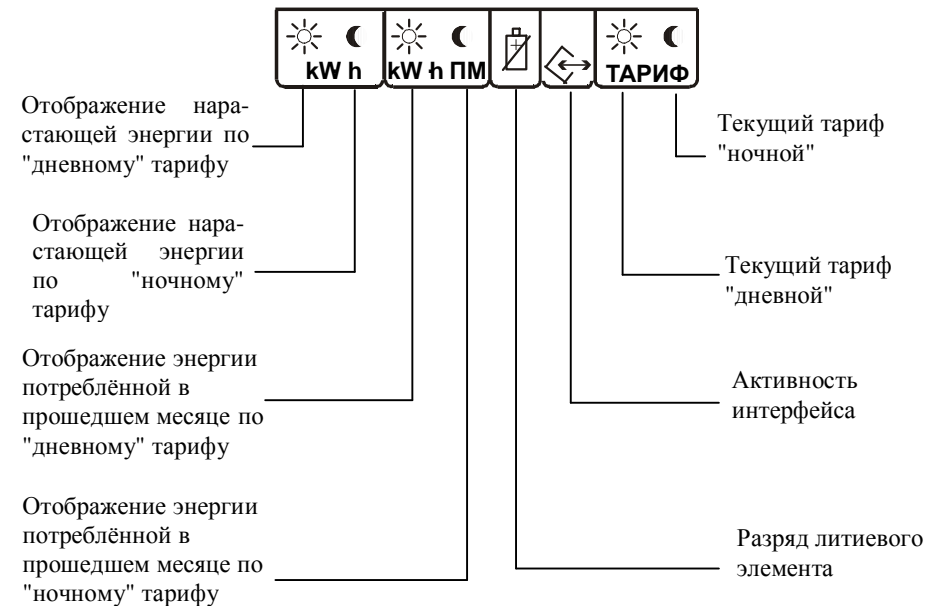 kW h
kW h ПМ
ТАРИФ
Отображение нара-
стающей энергии по
"дневному" тарифу
Отображение нара-
стающей энергии
по "ночному"
тарифу
Отображение энергии
потреблённой в
прошедшем месяце по
"дневному" тарифу
Отображение энергии
потреблённой в
прошедшем месяце по
"ночному" тарифу
Текущий тариф
"ночной"
Текущий тариф
"дневной"
Активность
интерфейса
Разряд литиевого
элемента